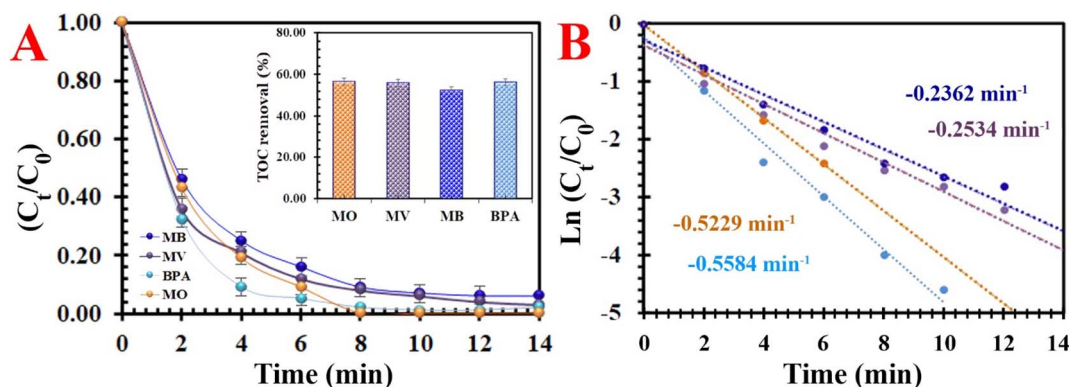 A
(Ct/C0)
1.00
0.80
0.60
0.40
0.20
0.00
0 2 4 6 8 10 12 14
Time (min)
MB
MV
BPA
MO
TOC removal (%)
80.00
60.00
40.00
20.00
0.00
MO MV MB BPA
B
Ln (Ct/C0)
-0
-1
-2
-3
-4
-5
0 2 4 6 8 10 12 14
Time (min)
-0.2362 min-1
-0.2534 min-1
-0.5229 min-1
-0.5584 min-1